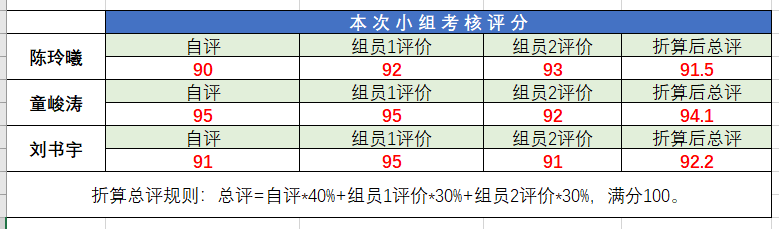 本次小组考核评分
陈玲曦 自评 组员1评价 组员2评价 折算后总评
90 92 93 91.5
童峻涛 自评 组员1评价 组员2评价 折算后总评
95 95 92 94.1
刘书宇 自评 组员1评价 组员2评价 折算后总评
91 95 91 92.2
折算总评规则：总评=自评*40%+组员1评价*30%+组员2评价*30%，满分100。